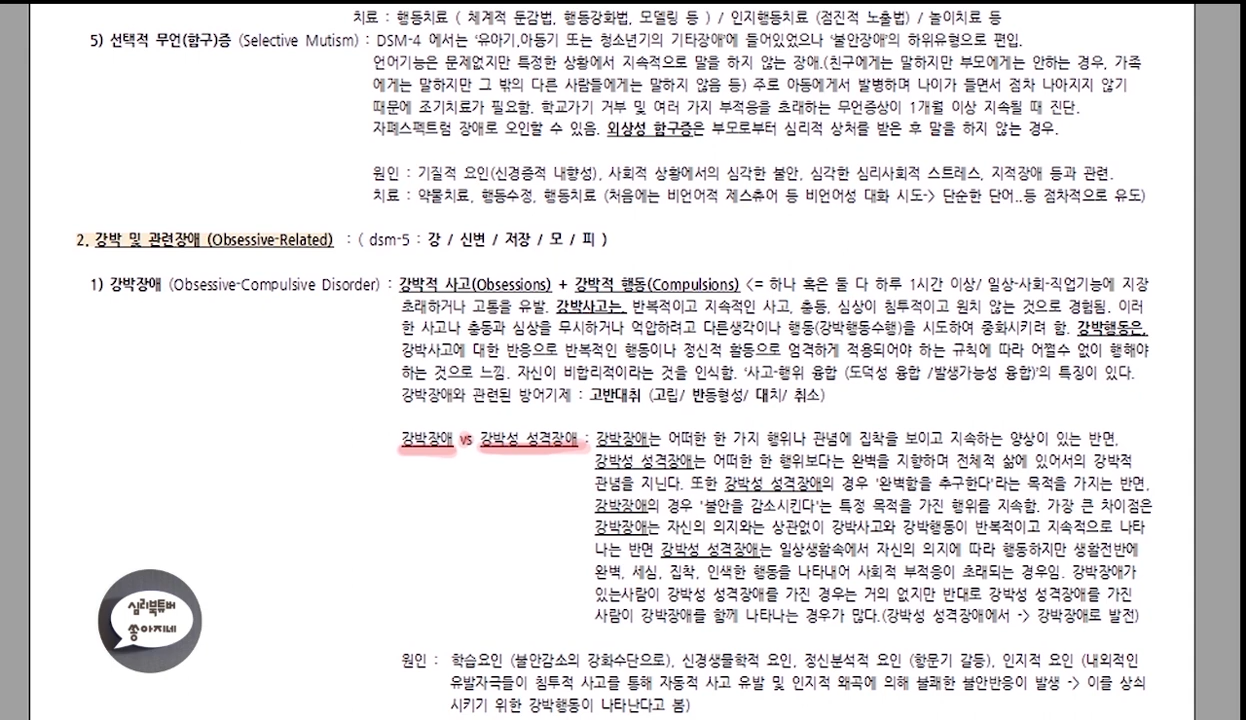 치료 : 행동치료 ( 체계적 둔감법, 행동강화법, 모델링 등 ) / 인지행동치료 (점진적 노출법) / 놀이치료 등
5) 선택적 무언(함구)증 (Selective Mutism) : DSM-4 에서는 '유아기,아동기 또는 청소년기의 기타장애'에 들어있었으나 '불안장애'의 하위유형으로 편입.
언어기능은 문제없지만 특정한 상황에서 지속적으로 말을 하지 않는 장애.(친구에게는 말하지만 부모에게는 안하는 경우, 가족
에게는 말하지만 그 밖의 다른 사람들에게는 말하지 않음 등) 주로 아동에게서 발병하며 나이가 들면서 점차 나아지지 않기
때문에 조기치료가 필요함. 학교가기 거부 및 여러 가지 부적응을 초래하는 무언증상이 1개월 이상 지속될 때 진단.
자폐스펙트럼 장애로 오인할 수 있음. 외상성 함구증은 부모로부터 심리적 상처를 받은 후 말을 하지 않는 경우.
원인 : 기질적 요인(신경증적 내향성), 사회적 상황에서의 심각한 불안, 심각한 심리사회적 스트레스, 지적장애 등과 관련.
치료 : 약물치료, 행동수정, 행동치료 (처음에는 비언어적 제스츄어 등 비언어성 대화 시도-> 단순한 단어..등 점차적으로 유도)
2. 강박 및 관련장애 (Obsessive-Related) : ( dsm-5 : 강 / 신변 / 저장 / 모 / 피 )
1) 강박장애 (Obsessive-Compulsive Disorder) : 강박적 사고(Obsessions) + 강박적 행동(Compulsions) <= 하나 혹은 둘 다 하루 1시간 이상/ 일상-사회-직업기능에 지장
초래하거나 고통을 유발. 강박사고는, 반복적이고 지속적인 사고, 충동, 심상이 침투적이고 원치 않는 것으로 경험됨. 이러
한 사고나 충동과 심상을 무시하거나 억압하려고 다른생각이나 행동(강박행동수행)을 시도하여 중화시키려 함. 강박행동은,
강박사고에 대한 반응으로 반복적인 행동이나 정신적 활동으로 엄격하게 적용되어야 하는 규칙에 따라 어쩔수 없이 행해야
하는 것으로 느낌. 자신이 비합리적이라는 것을 인식함. '사고-행위 융합 (도덕성 융합 /발생가능성 융합)'의 특징이 있다.
강박장애와 관련된 방어기제 : 고반대취 (고립/ 반동형성/ 대치/ 취소)
강박장애 vs 강박성 성격장애 : 강박장애는 어떠한 한 가지 행위나 관념에 집착을 보이고 지속하는 양상이 있는 반면,
강박성 성격장애는 어떠한 한 행위보다는 완벽을 지향하며 전체적 삶에 있어서의 강박적
관념을 지닌다. 또한 강박성 성격장애의 경우 '완벽함을 추구한다'라는 목적을 가지는 반면,
강박장애의 경우 '불안을 감소시킨다'는 특정 목적을 가진 행위를 지속함. 가장 큰 차이점은
강박장애는 자신의 의지와는 상관없이 강박사고와 강박행동이 반복적이고 지속적으로 나타
나는 반면 강박성 성격장애는 일상생활속에서 자신의 의지에 따라 행동하지만 생활전반에
완벽, 세심, 집착, 인색한 행동을 나타내어 사회적 부적응이 초래되는 경우임. 강박장애가
있는사람이 강박성 성격장애를 가진 경우는 거의 없지만 반대로 강박성 성격장애를 가진
사람이 강박장애를 함께 나타나는 경우가 많다.(강박성 성격장애에서 -> 강박장애로 발전)
심리북튜버
쏭아지네
원인 : 학습요인 (불안감소의 강화수단으로), 신경생물학적 요인, 정신분석적 요인 (항문기 갈등), 인지적 요인 (내외적인
유발자극들이 침투적 사고를 통해 자동적 사고 유발 및 인지적 왜곡에 의해 불쾌한 불안반응이 발생 -> 이를 상쇠
시키기 위한 강박행동이 나타난다고 봄)